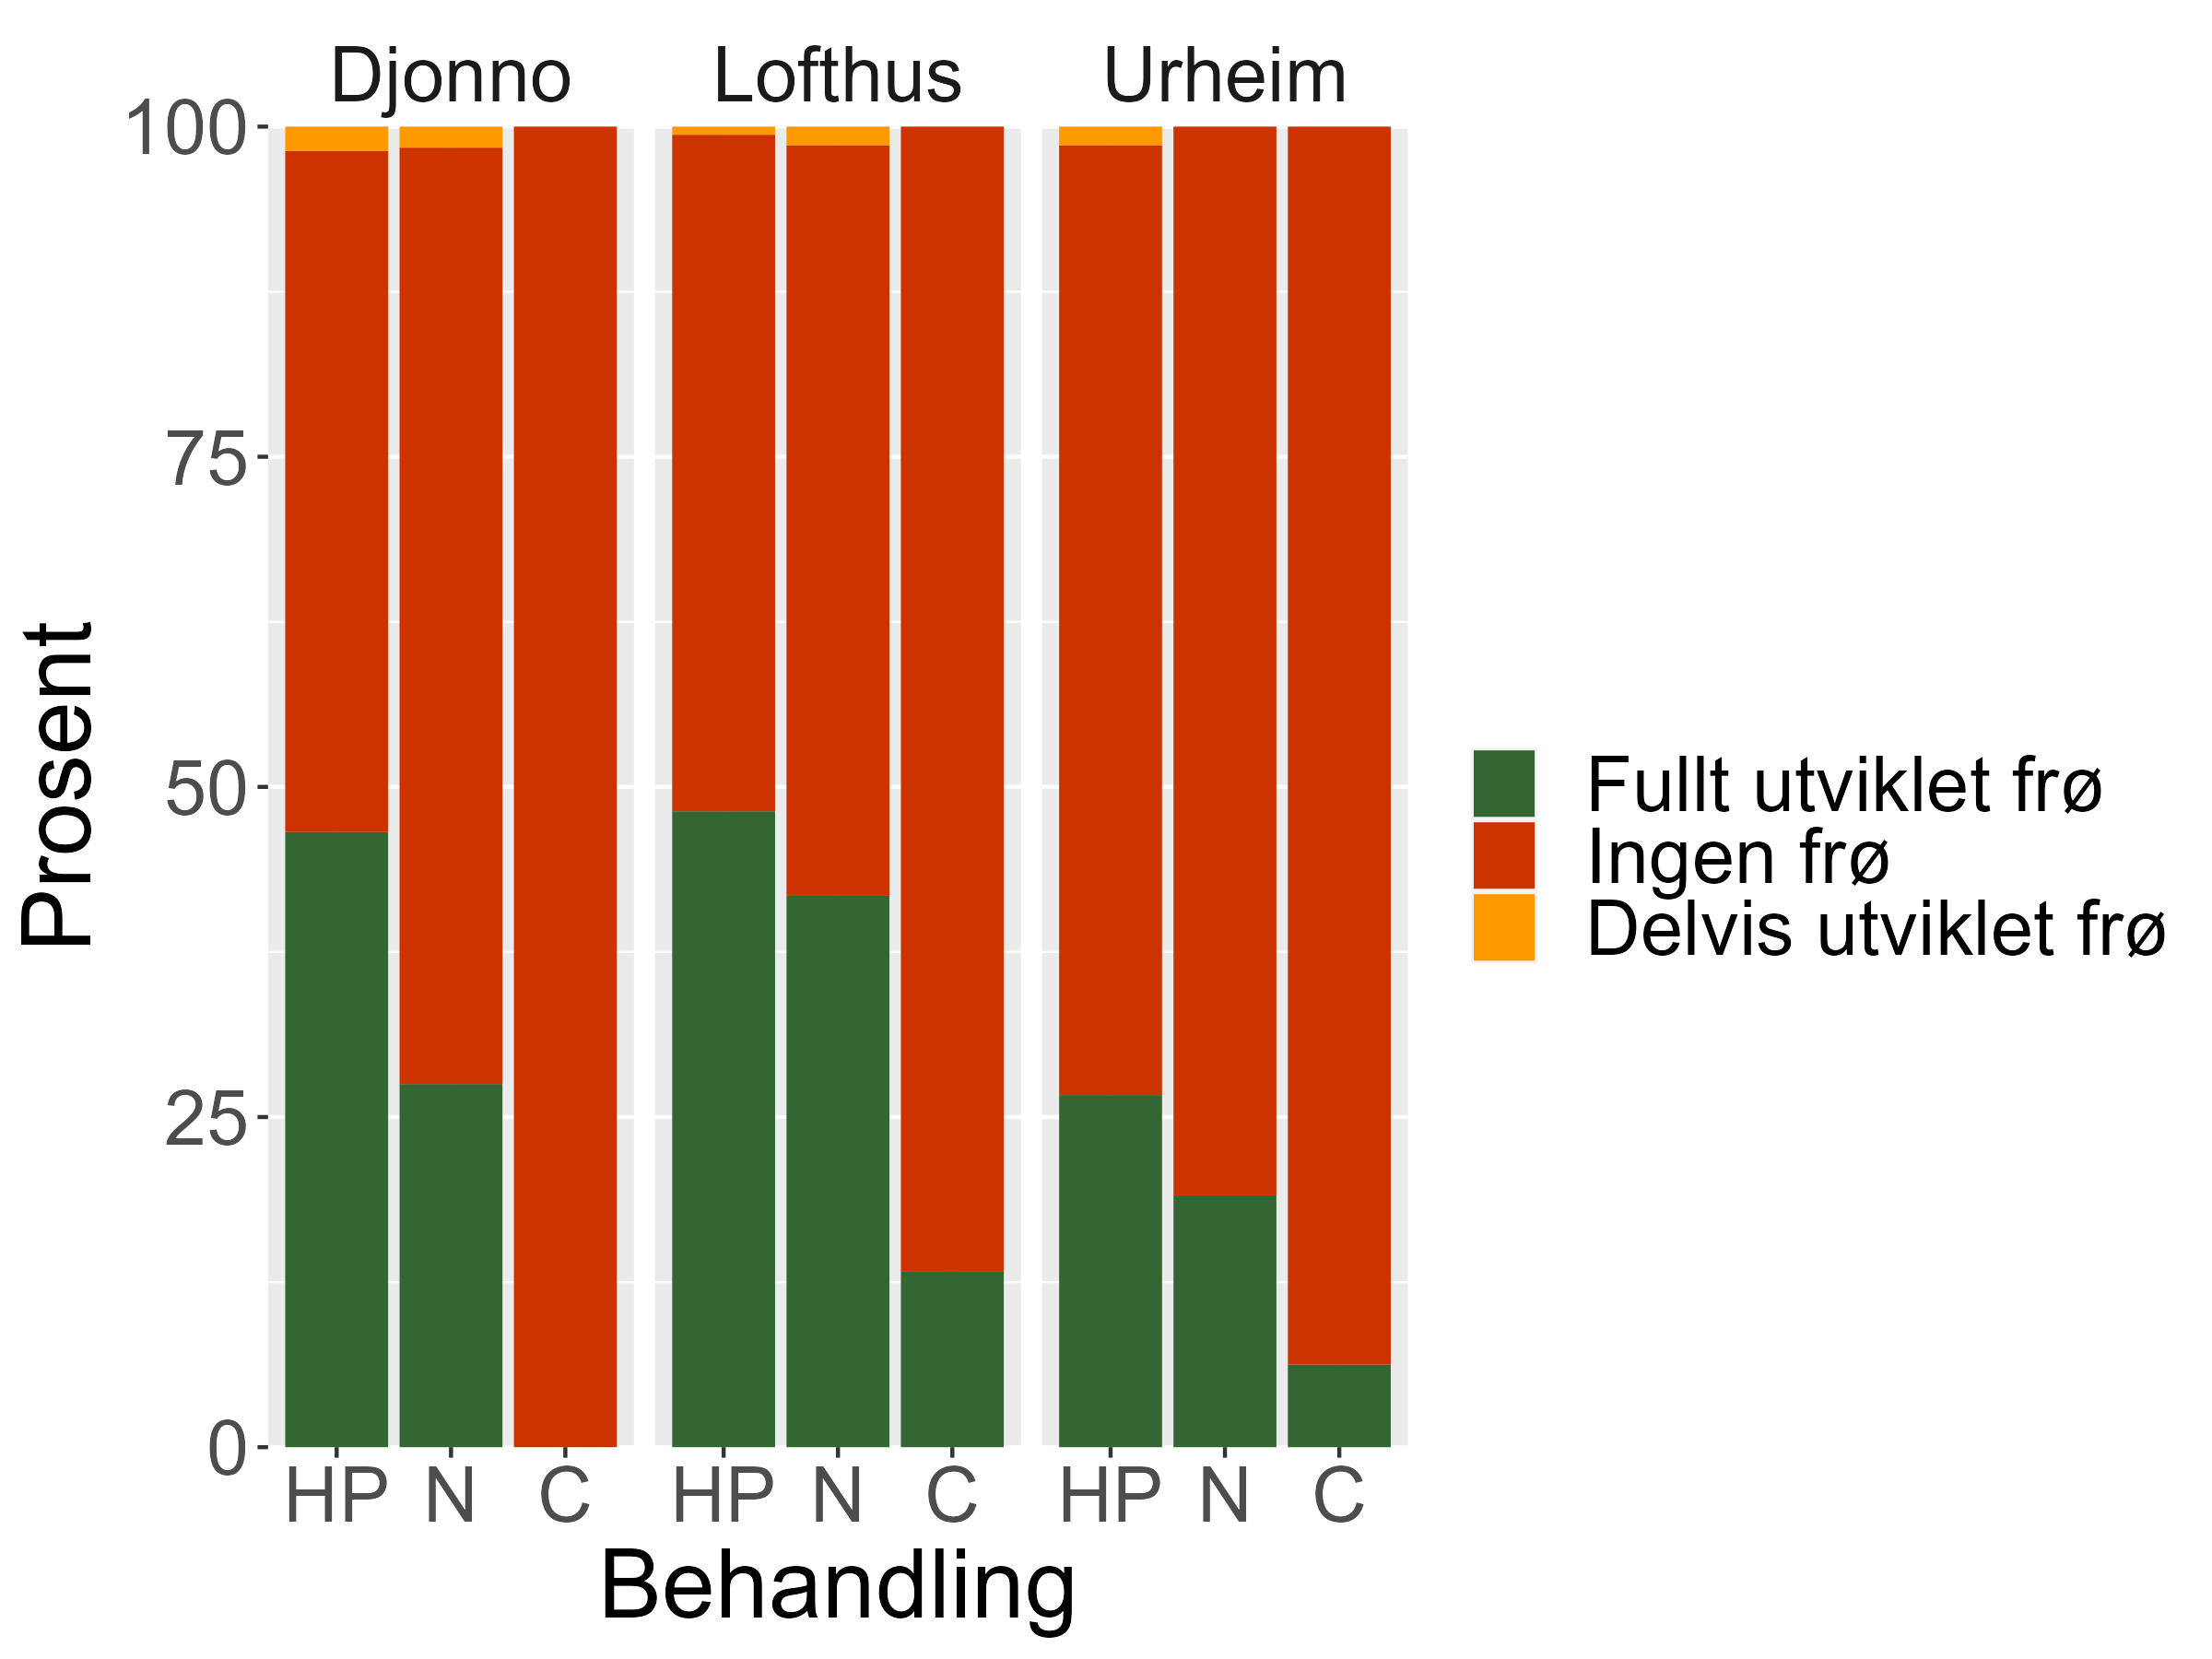 Djonno Lofthus Urheim
100
75
50
25
0
Prosent
HP N C HP N C HP N C
Behandling
Fullt utviklet frø
Ingen frø
Delvis utviklet frø